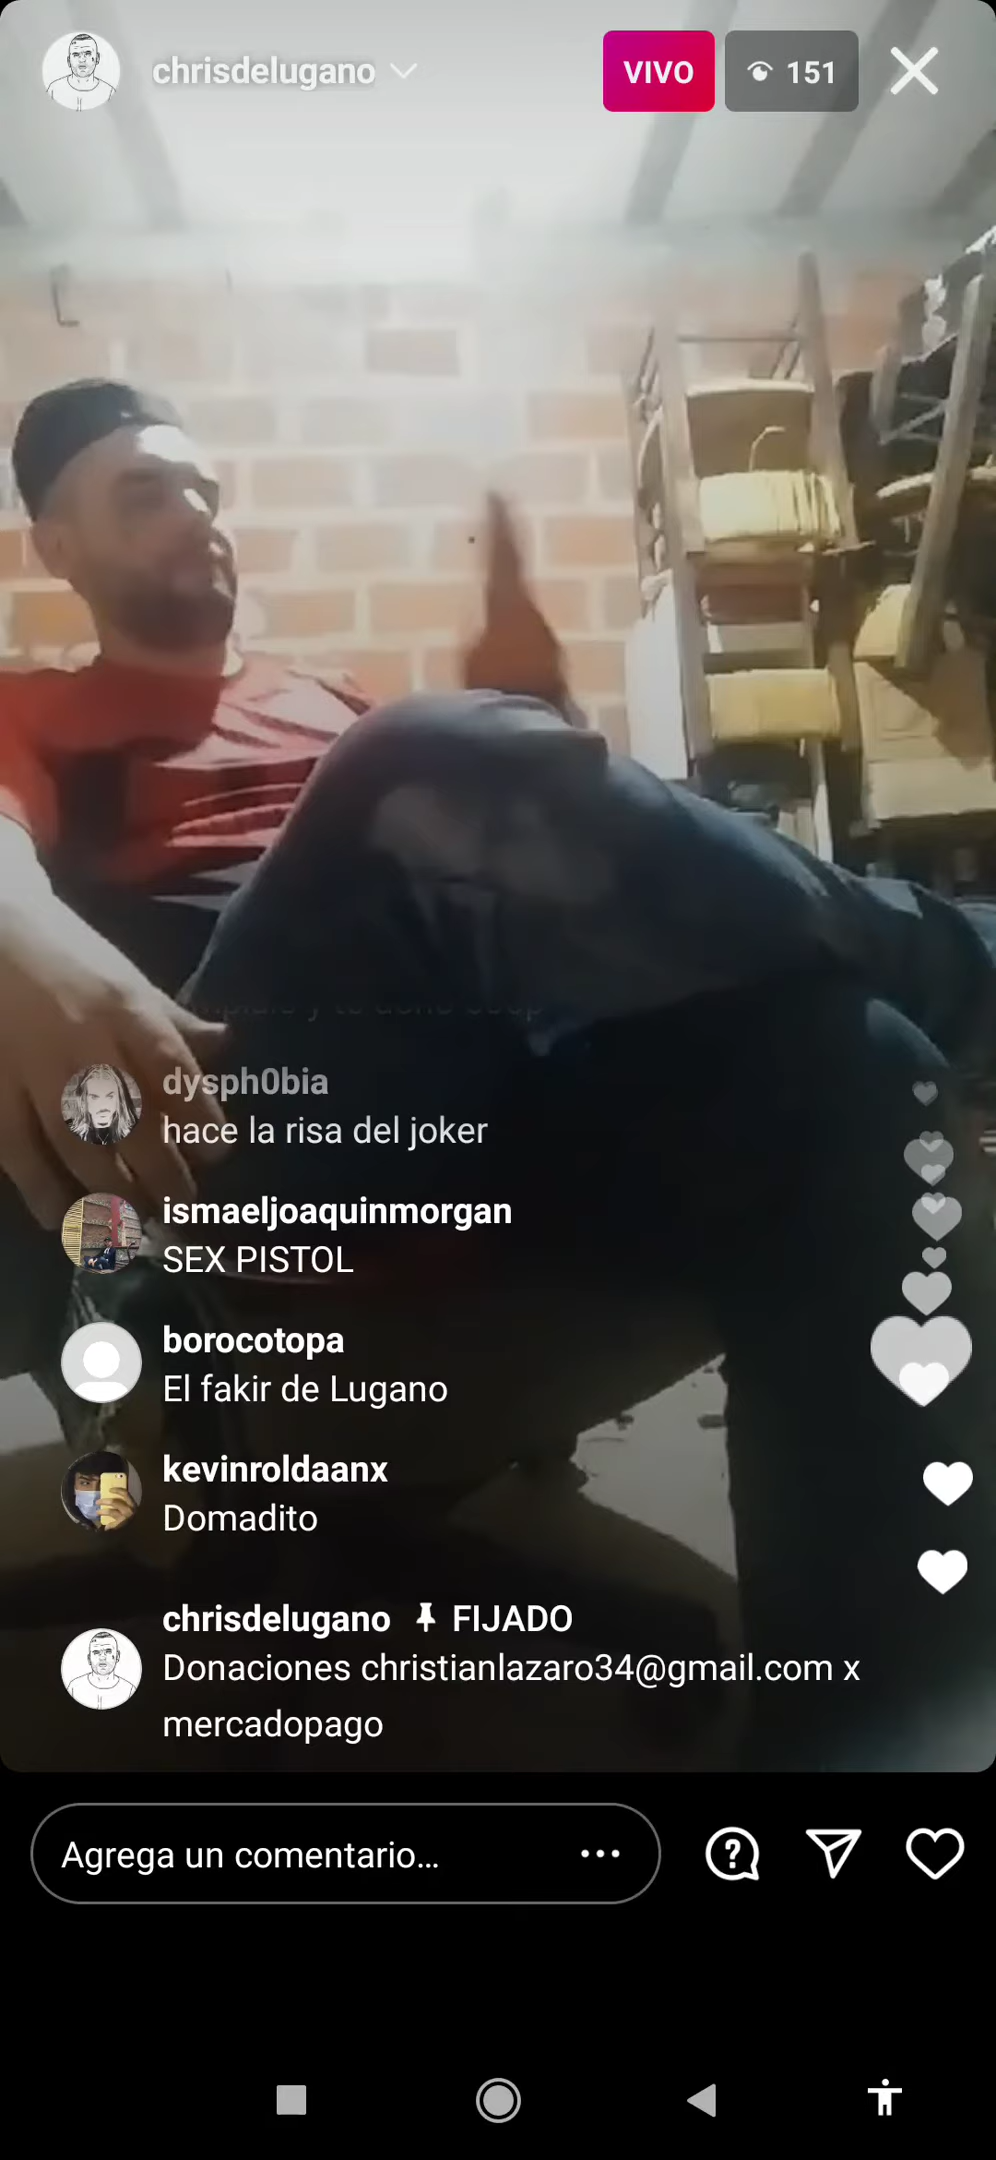 chrisdelugano
VIVO
151
dysph0bia
hace la risa del joker
ismaeljoaquinmorgan
SEX PISTOL
borocotopa
El fakir de Lugano
kevinroldaanx
Domadito
chrisdelugano FIJADO
Donaciones christianlazaro34@gmail.com x
mercadopago
Agrega un comentario...